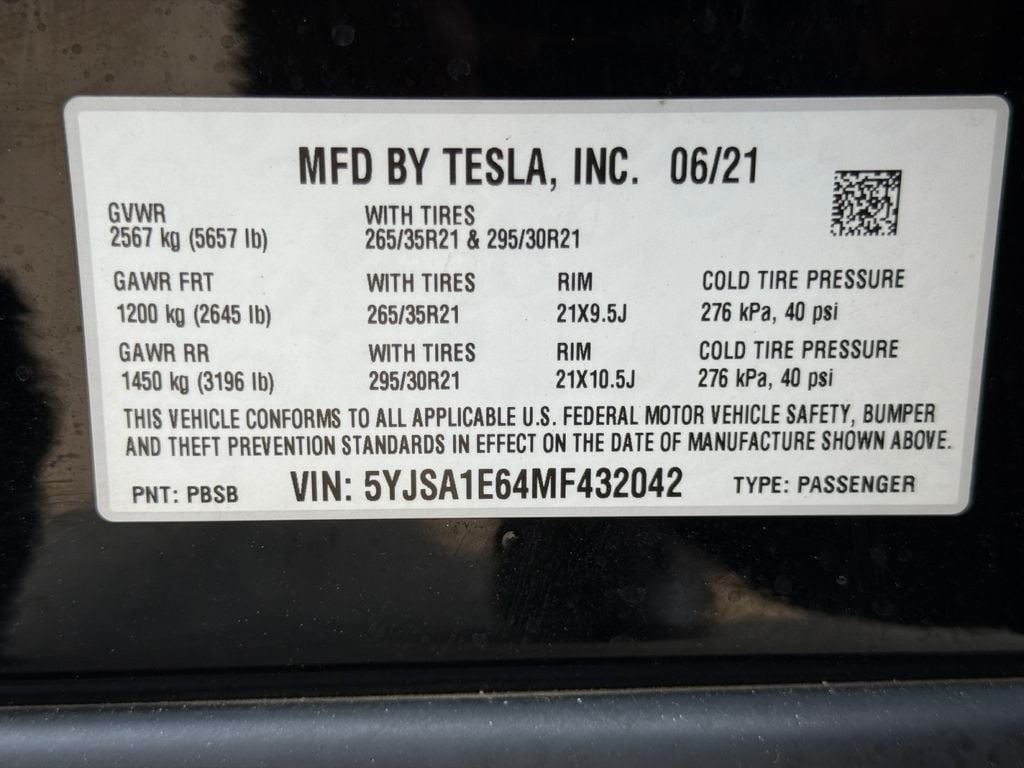 MFD BY TESLA, INC. 06/21
GVWR WITH TIRES
2567 kg (5657 lb) 265/35R21 & 295/30R21
GAWR FRT WITH TIRES RIM COLD TIRE PRESSURE
1200 kg (2645 lb) 265/35R21 21X9.5J 276 kPa, 40 psi
GAWR RR WITH TIRES RIM COLD TIRE PRESSURE
1450 kg (3196 lb) 295/30R21 21X10.5J 276 kPa, 40 psi
THIS VEHICLE CONFORMS TO ALL APPLICABLE U.S. FEDERAL MOTOR VEHICLE SAFETY, BUMPER
AND THEFT PREVENTION STANDARDS IN EFFECT ON THE DATE OF MANUFACTURE SHOWN ABOVE.
PNT: PBSB VIN: 5YJSA1E64MF432042 TYPE: PASSENGER